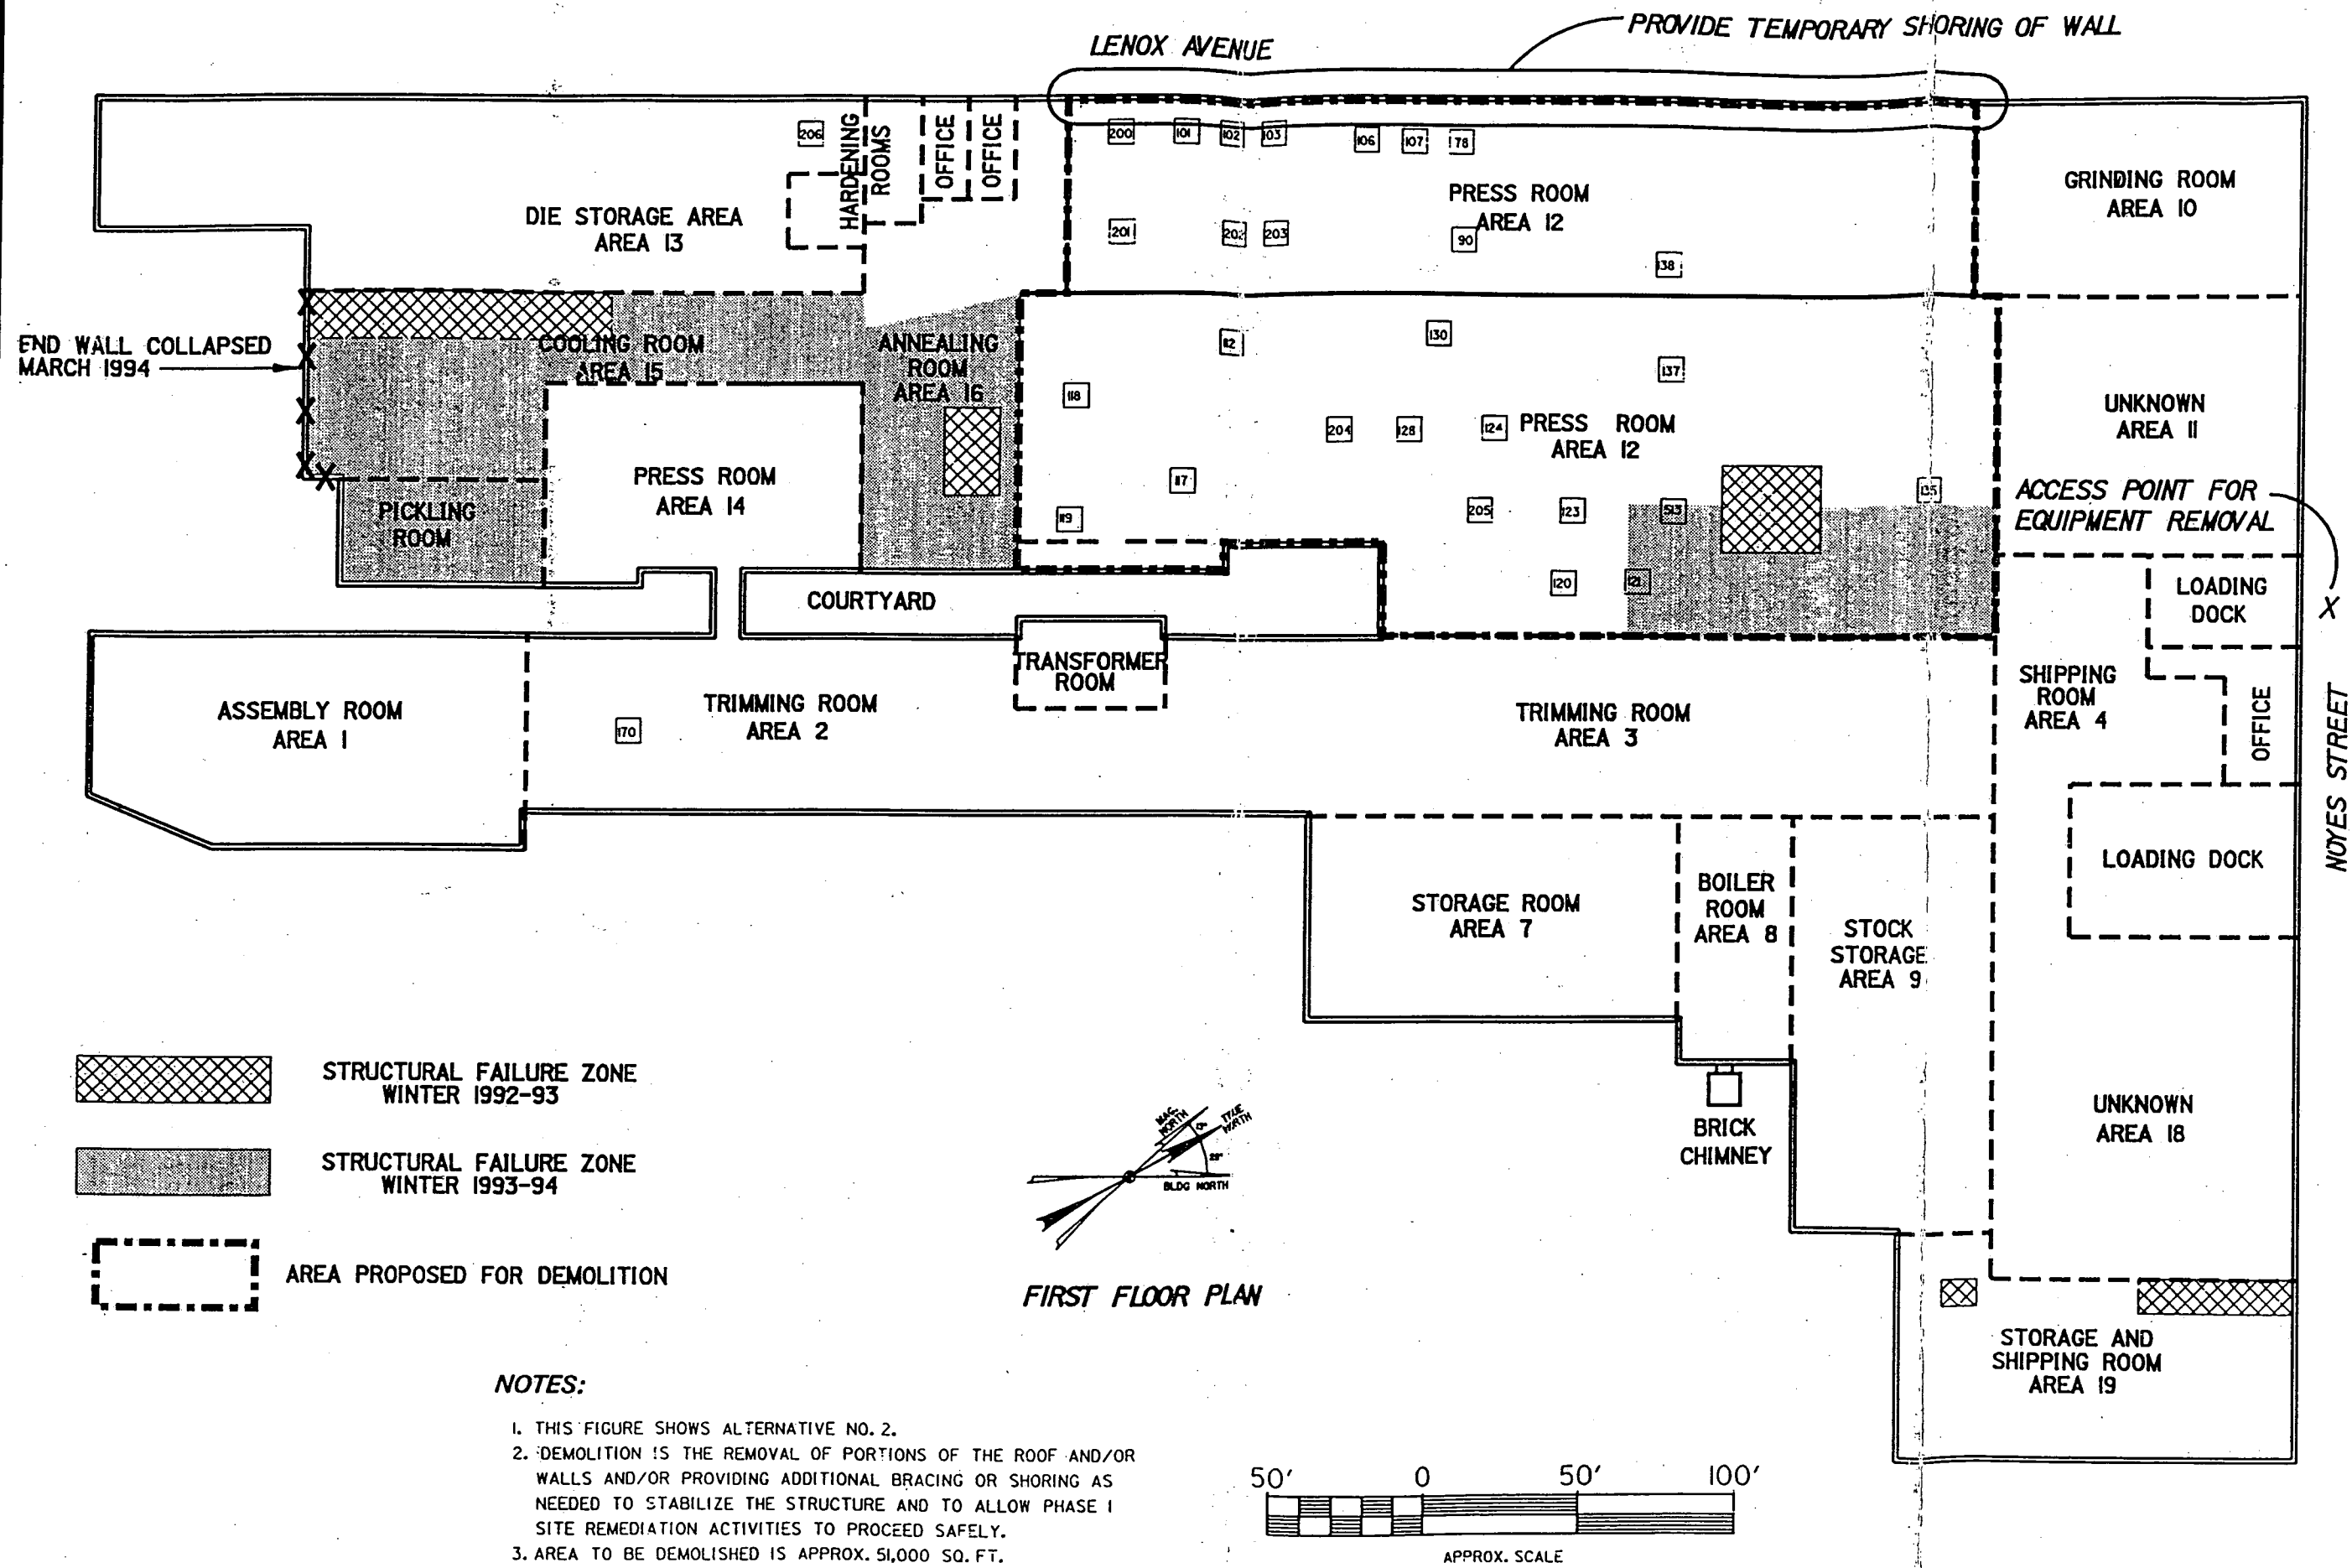 PROVIDE TEMPORARY SHORING OF WALL
LENOX AVENUE
206
HARDENING
ROOMS
OFFICE
OFFICE
200
101
102
103
106
107
178
PRESS ROOM
AREA 12
GRINDING ROOM
AREA 10
DIE STORAGE AREA
AREA 13
201
202
203
90
138
END WALL COLLAPSED
MARCH 1994
COOLING ROOM
AREA 15
ANNEALING
ROOM
AREA 16
112
130
137
118
204
128
124
PRESS ROOM
AREA 12
UNKNOWN
AREA 11
PRESS ROOM
AREA 14
117
135
ACCESS POINT FOR
EQUIPMENT REMOVAL
PICKLING
ROOM
119
205
123
513
120
121
COURTYARD
LOADING
DOCK
X
TRANSFORMER
ROOM
SHIPPING
ROOM
AREA 4
OFFICE
NOYES STREET
ASSEMBLY ROOM
AREA 1
170
TRIMMING ROOM
AREA 2
TRIMMING ROOM
AREA 3
LOADING DOCK
STORAGE ROOM
AREA 7
BOILER
ROOM
AREA 8
STOCK
STORAGE
AREA 9
STRUCTURAL FAILURE ZONE
WINTER 1992-93
UNKNOWN
AREA 18
BRICK
CHIMNEY
STRUCTURAL FAILURE ZONE
WINTER 1993-94
MAG.
NORTH
TRUE
NORTH
BLDG NORTH
AREA PROPOSED FOR DEMOLITION
FIRST FLOOR PLAN
STORAGE AND
SHIPPING ROOM
AREA 19
NOTES:
1. THIS FIGURE SHOWS ALTERNATIVE NO. 2.
2. DEMOLITION IS THE REMOVAL OF PORTIONS OF THE ROOF AND/OR
WALLS AND/OR PROVIDING ADDITIONAL BRACING OR SHORING AS
NEEDED TO STABILIZE THE STRUCTURE AND TO ALLOW PHASE 1
SITE REMEDIATION ACTIVITIES TO PROCEED SAFELY.
3. AREA TO BE DEMOLISHED IS APPROX. 51,000 SQ. FT.
50' 0 50' 100'
APPROX. SCALE